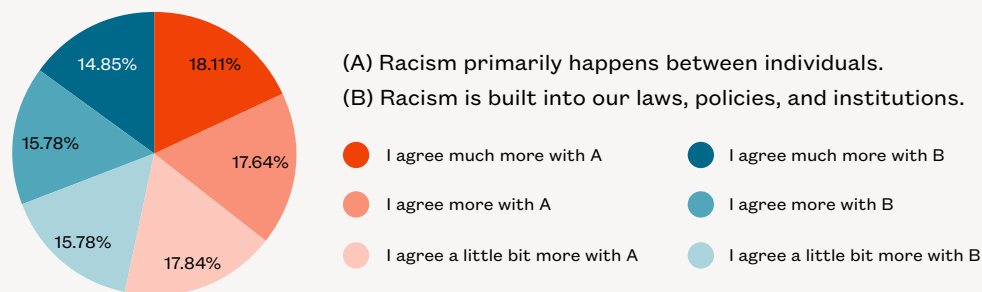 14.85%
18.11%
15.78%
17.64%
15.78%
17.84%
(A) Racism primarily happens between individuals.
(B) Racism is built into our laws, policies, and institutions.
I agree much more with A
I agree much more with B
I agree more with A
I agree more with B
I agree a little bit more with A
I agree a little bit more with B